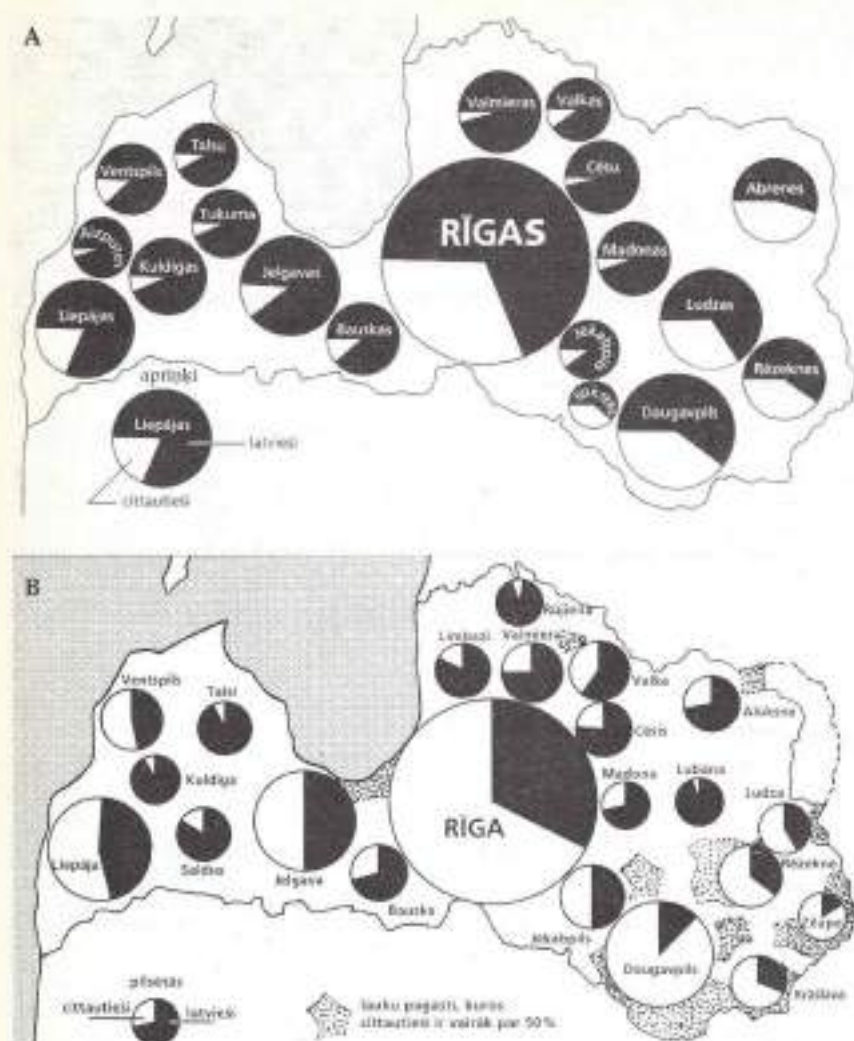 A
Valmieras
Valkas
Talsu
Cēsu
Ventspils
Abrenes
Tukuma
RĪGAS
Aizputes
Madonas
Kuldīgas
Jelgavas
Ludzas
Liepājas
Bauskas
Rēzeknes
apriņķi
Daugavpils
Liepājas
latvieši
cittautieši
B
Rūjiena
Limbaži
Valmiera
Ventspils
Valka
Talsi
Alūksne
Cēsis
Kuldīga
Madona
Lubāna
Ludza
RĪGA
Liepāja
Saldus
Jelgava
Rēzekne
Bauska
Zilupe
Jēkabpils
Daugavpils
pilsētās
Krāslava
cittautieši
latvieši
lauku pagasti, kuros
cittautieši ir vairāk par 50%